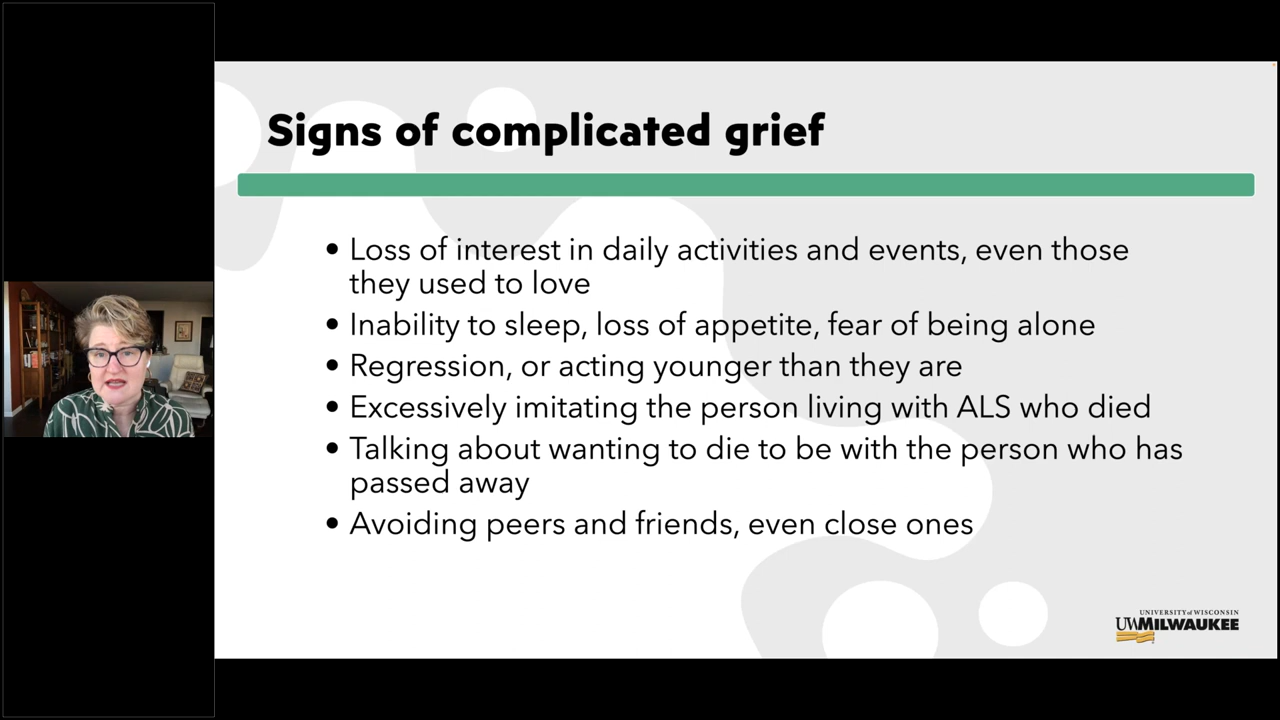 Signs of complicated grief
• Loss of interest in daily activities and events, even those
they used to love
• Inability to sleep, loss of appetite, fear of being alone
• Regression, or acting younger than they are
• Excessively imitating the person living with ALS who died
• Talking about wanting to die to be with the person who has
passed away
• Avoiding peers and friends, even close ones
UNIVERSITY of WISCONSIN
UWMILWAUKEE